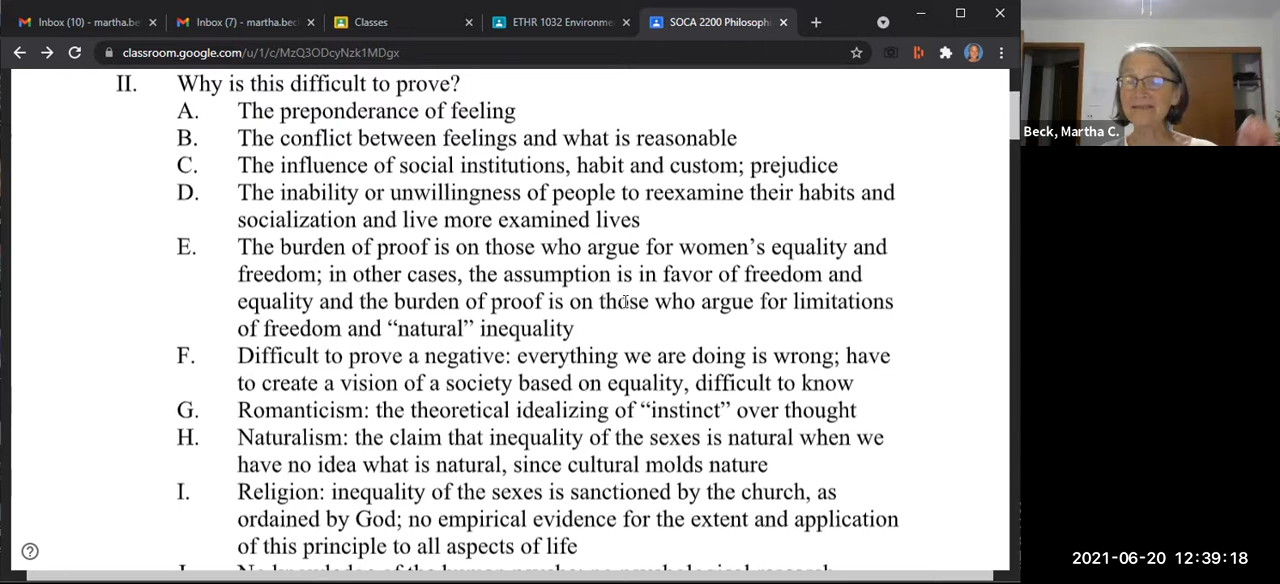 Inbox (10) - martha.be
Inbox (7) - martha.bec
Classes
ETHR 1032 Environme
SOCA 2200 Philosoph
classroom.google.com/u/1/c/MzQ3ODcyNzk1MDgx
Beck, Martha C.
II. Why is this difficult to prove?
A. The preponderance of feeling
B. The conflict between feelings and what is reasonable
C. The influence of social institutions, habit and custom; prejudice
D. The inability or unwillingness of people to reexamine their habits and
socialization and live more examined lives
E. The burden of proof is on those who argue for women’s equality and
freedom; in other cases, the assumption is in favor of freedom and
equality and the burden of proof is on those who argue for limitations
of freedom and “natural” inequality
F. Difficult to prove a negative: everything we are doing is wrong; have
to create a vision of a society based on equality, difficult to know
G. Romanticism: the theoretical idealizing of “instinct” over thought
H. Naturalism: the claim that inequality of the sexes is natural when we
have no idea what is natural, since cultural molds nature
I. Religion: inequality of the sexes is sanctioned by the church, as
ordained by God; no empirical evidence for the extent and application
of this principle to all aspects of life
2021-06-20 12:39:18